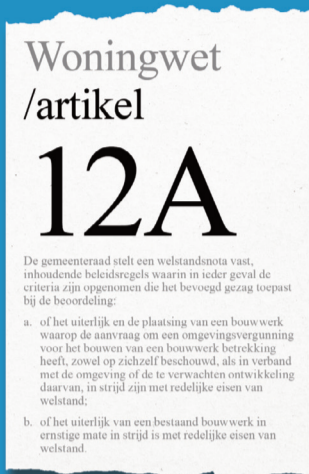 Woningwet
/artikel
12A
De gemeenteraad stelt een welstandsnota vast,
inhoudende beleidsregels waarin in ieder geval de
criteria zijn opgenomen die het bevoegd gezag toepast
bij de beoordeling:
a. of het uiterlijk en de plaatsing van een bouwwerk
waarop de aanvraag om een omgevingsvergunning
voor het bouwen van een bouwwerk betrekking
heeft, zowel op zichzelf beschouwd, als in verband
met de omgeving of de te verwachten ontwikkeling
daarvan, in strijd zijn met redelijke eisen van
welstand;
b. of het uiterlijk van een bestaand bouwwerk in
ernstige mate in strijd is met redelijke eisen van
welstand.